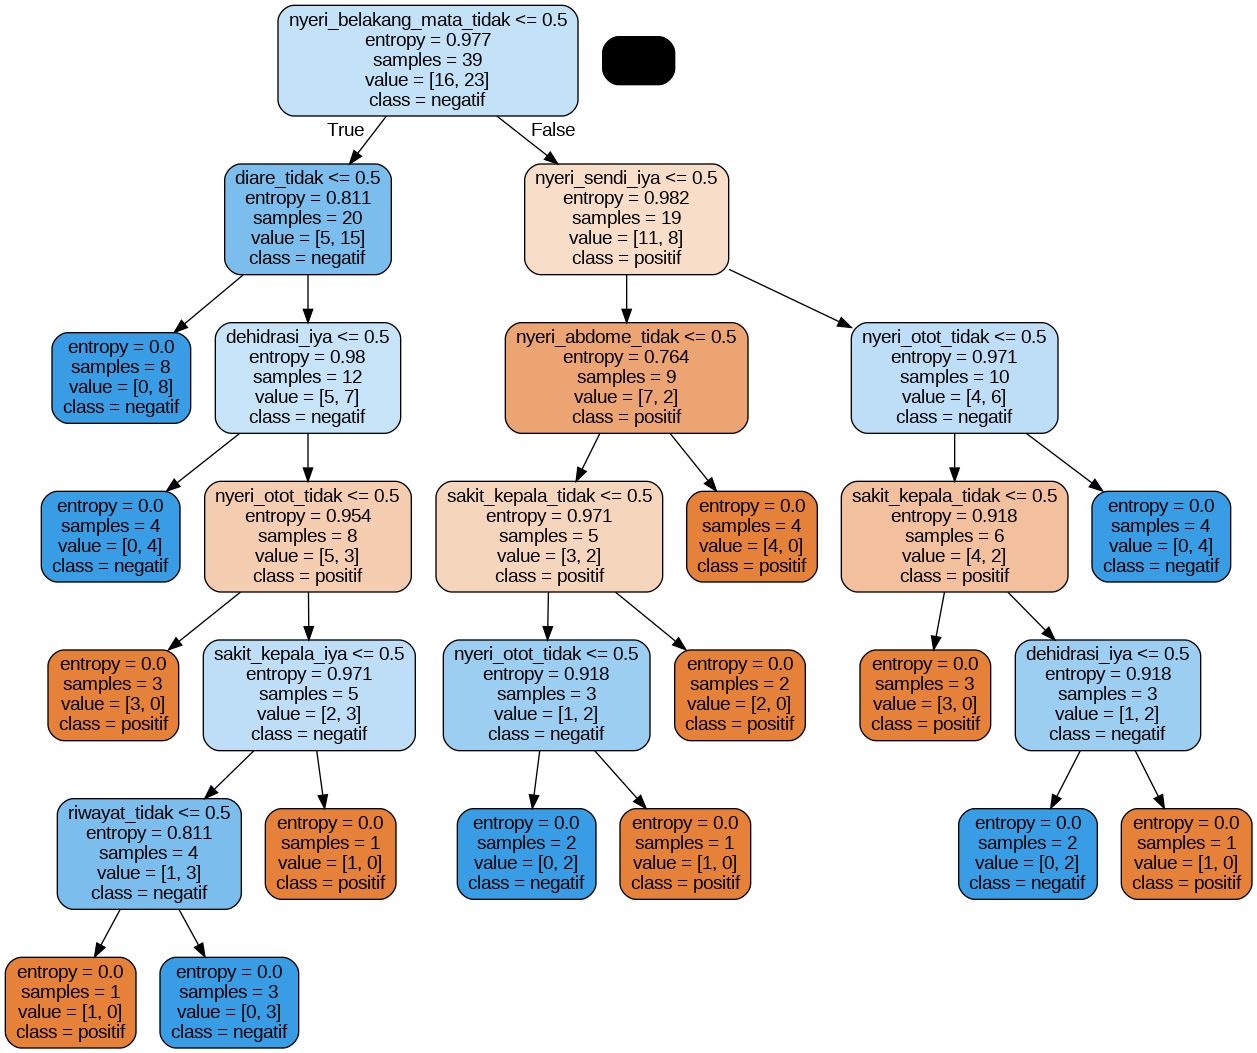 nyeri_belakang_mata_tidak <= 0.5
entropy = 0.977
samples = 39
value = [16, 23]
class = negatif
True
False
diare_tidak <= 0.5
entropy = 0.811
samples = 20
value = [5, 15]
class = negatif
nyeri_sendi_iya <= 0.5
entropy = 0.982
samples = 19
value = [11, 8]
class = positif
entropy = 0.0
samples = 8
value = [0, 8]
class = negatif
dehidrasi_iya <= 0.5
entropy = 0.98
samples = 12
value = [5, 7]
class = negatif
nyeri_abdome_tidak <= 0.5
entropy = 0.764
samples = 9
value = [7, 2]
class = positif
nyeri_otot_tidak <= 0.5
entropy = 0.971
samples = 10
value = [4, 6]
class = negatif
entropy = 0.0
samples = 4
value = [0, 4]
class = negatif
nyeri_otot_tidak <= 0.5
entropy = 0.954
samples = 8
value = [5, 3]
class = positif
sakit_kepala_tidak <= 0.5
entropy = 0.971
samples = 5
value = [3, 2]
class = positif
entropy = 0.0
samples = 4
value = [4, 0]
class = positif
sakit_kepala_tidak <= 0.5
entropy = 0.918
samples = 6
value = [4, 2]
class = positif
entropy = 0.0
samples = 4
value = [0, 4]
class = negatif
entropy = 0.0
samples = 3
value = [3, 0]
class = positif
sakit_kepala_iya <= 0.5
entropy = 0.971
samples = 5
value = [2, 3]
class = negatif
nyeri_otot_tidak <= 0.5
entropy = 0.918
samples = 3
value = [1, 2]
class = negatif
entropy = 0.0
samples = 2
value = [2, 0]
class = positif
entropy = 0.0
samples = 3
value = [3, 0]
class = positif
dehidrasi_iya <= 0.5
entropy = 0.918
samples = 3
value = [1, 2]
class = negatif
riwayat_tidak <= 0.5
entropy = 0.811
samples = 4
value = [1, 3]
class = negatif
entropy = 0.0
samples = 1
value = [1, 0]
class = positif
entropy = 0.0
samples = 2
value = [0, 2]
class = negatif
entropy = 0.0
samples = 1
value = [1, 0]
class = positif
entropy = 0.0
samples = 2
value = [0, 2]
class = negatif
entropy = 0.0
samples = 1
value = [1, 0]
class = positif
entropy = 0.0
samples = 1
value = [1, 0]
class = positif
entropy = 0.0
samples = 3
value = [0, 3]
class = negatif